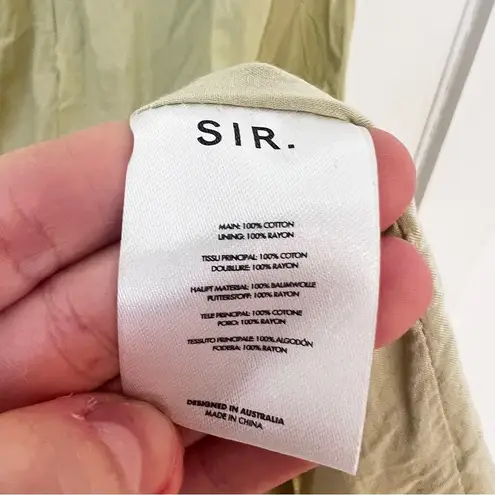 SIR.
MAIN: 100% COTTON
LINING: 100% RAYON
TISSU PRINCIPAL: 100% COTON
DOUBLURE: 100% RAYON
HAUPT MATERIAL: 100% BAUMWOLLE
PUTTERSTOFF: 100% RAYON
TELE PRINCIPAL: 100% COTONE
PORO: 100% RAYON
TESSUTO PRINCIPALE: 100% ALGODÓN
FODERA: 100% RAYON
DESIGNED IN AUSTRALIA
MADE IN CHINA